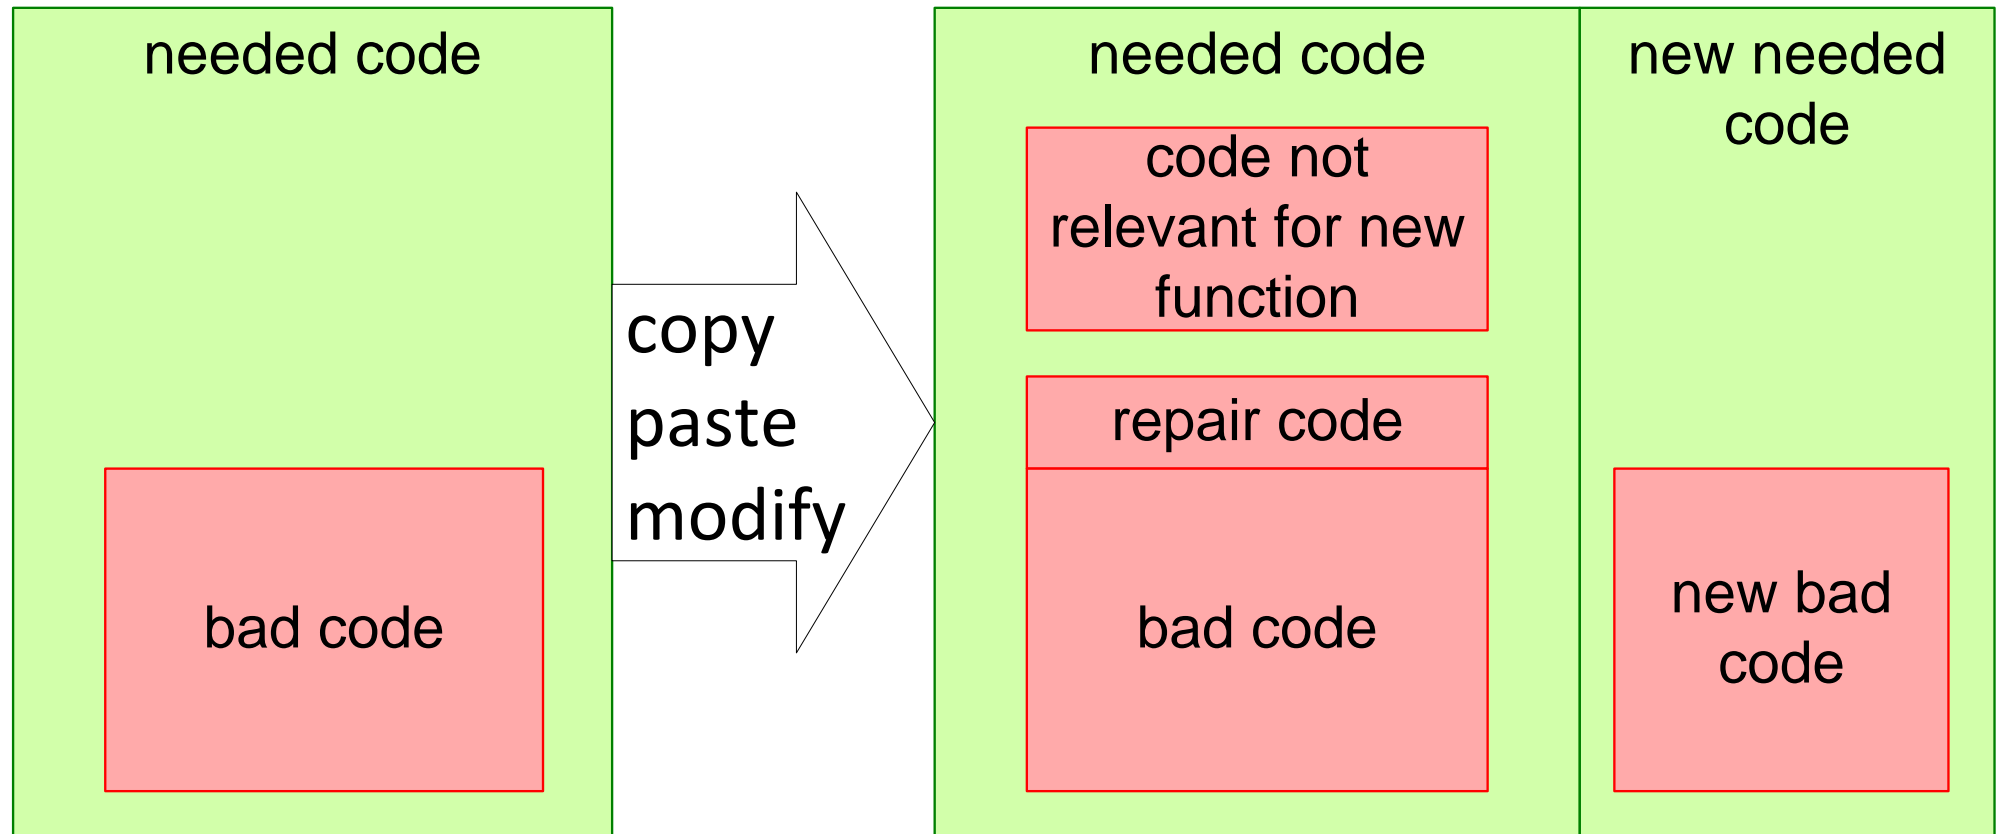 needed code
bad code
copy
paste
modify
needed code
code not
relevant for new
function
repair code
bad code
new needed
code
new bad
code